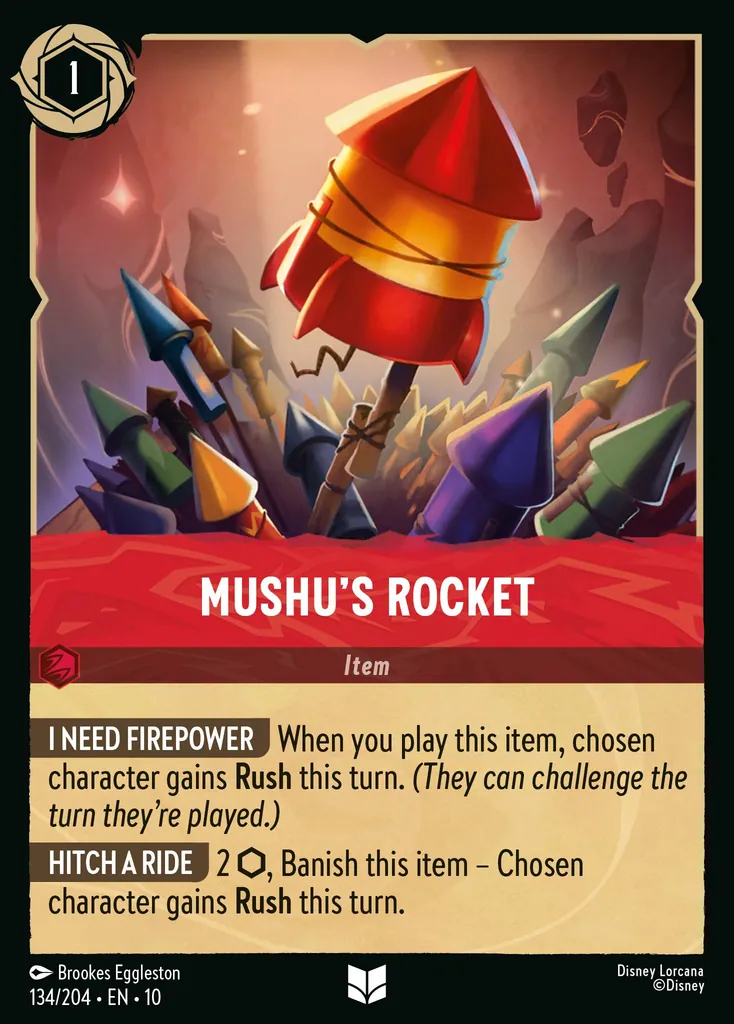 1
MUSHU'S ROCKET
Item
I NEED FIREPOWER When you play this item, chosen
character gains Rush this turn. (They can challenge the
turn they're played.)
HITCH A RIDE 2 ⬡, Banish this item – Chosen
character gains Rush this turn.
Brookes Eggleston
134/204 • EN • 10
Disney Lorcana
©Disney